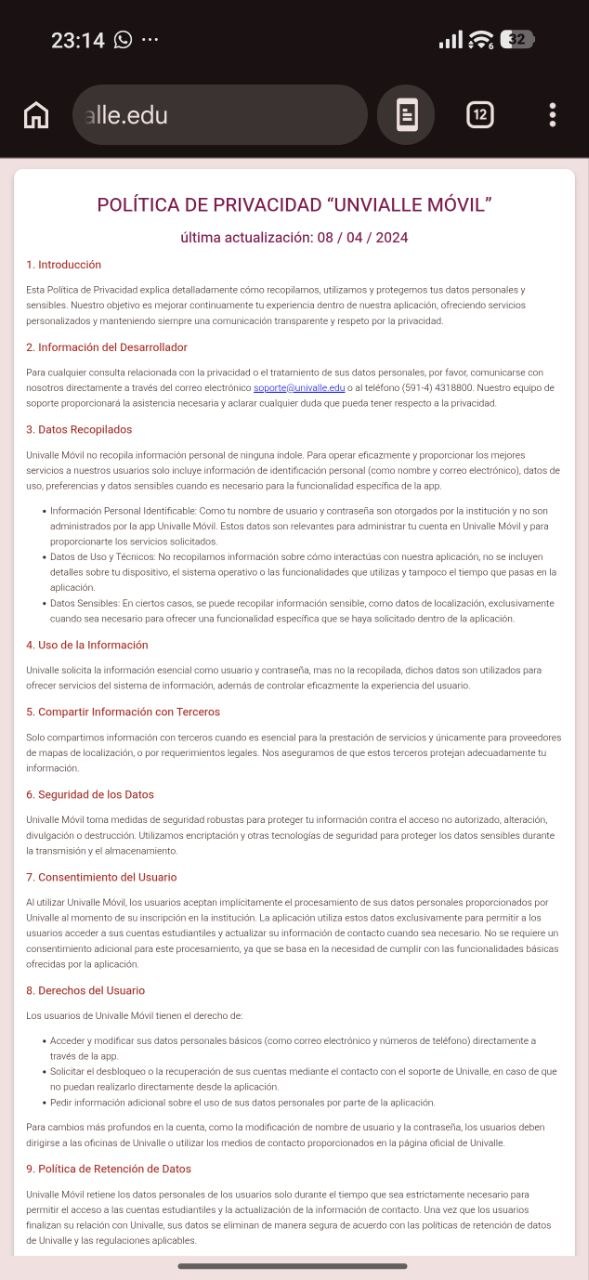 23:14
32
alle.edu
12
POLÍTICA DE PRIVACIDAD “UNVIALLE MÓVIL”
última actualización: 08 / 04 / 2024
1. Introducción
Esta Política de Privacidad explica detalladamente cómo recopilamos, utilizamos y protegemos tus datos personales y
sensibles. Nuestro objetivo es mejorar continuamente tu experiencia dentro de nuestra aplicación, ofreciendo servicios
personalizados y manteniendo siempre una comunicación transparente y respeto por la privacidad.
2. Información del Desarrollador
Para cualquier consulta relacionada con la privacidad o el tratamiento de sus datos personales, por favor, comunicarse con
nosotros directamente a través del correo electrónico soporte@univalle.edu o al teléfono (591-4) 4318800. Nuestro equipo de
soporte proporcionará la asistencia necesaria y aclarar cualquier duda que pueda tener respecto a la privacidad.
3. Datos Recopilados
Univalle Móvil no recopila información personal de ninguna índole. Para operar eficazmente y proporcionar los mejores
servicios a nuestros usuarios solo incluye información de identificación personal (como nombre y correo electrónico), datos de
uso, preferencias y datos sensibles cuando es necesario para la funcionalidad específica de la app.
• Información Personal Identificable: Como tu nombre de usuario y contraseña son otorgados por la institución y no son
administrados por la app Univalle Móvil. Estos datos son relevantes para administrar tu cuenta en Univalle Móvil y para
proporcionarte los servicios solicitados.
• Datos de Uso y Técnicos: No recopilamos información sobre cómo interactúas con nuestra aplicación, no se incluyen
detalles sobre tu dispositivo, el sistema operativo o las funcionalidades que utilizas y tampoco el tiempo que pasas en la
aplicación.
• Datos Sensibles: En ciertos casos, se puede recopilar información sensible, como datos de localización, exclusivamente
cuando sea necesario para ofrecer una funcionalidad específica que se haya solicitado dentro de la aplicación.
4. Uso de la Información
Univalle solicita la información esencial como usuario y contraseña, mas no la recopilada, dichos datos son utilizados para
ofrecer servicios del sistema de información, además de controlar eficazmente la experiencia del usuario.
5. Compartir Información con Terceros
Solo compartimos información con terceros cuando es esencial para la prestación de servicios y únicamente para proveedores
de mapas de localización, o por requerimientos legales. Nos aseguramos de que estos terceros protejan adecuadamente tu
información.
6. Seguridad de los Datos
Univalle Móvil toma medidas de seguridad robustas para proteger tu información contra el acceso no autorizado, alteración,
divulgación o destrucción. Utilizamos encriptación y otras tecnologías de seguridad para proteger los datos sensibles durante
la transmisión y el almacenamiento.
7. Consentimiento del Usuario
Al utilizar Univalle Móvil, los usuarios aceptan implícitamente el procesamiento de sus datos personales proporcionados por
Univalle al momento de su inscripción en la institución. La aplicación utiliza estos datos exclusivamente para permitir a los
usuarios acceder a sus cuentas estudiantiles y actualizar su información de contacto cuando sea necesario. No se requiere un
consentimiento adicional para este procesamiento, ya que se basa en la necesidad de cumplir con las funcionalidades básicas
ofrecidas por la aplicación.
8. Derechos del Usuario
Los usuarios de Univalle Móvil tienen el derecho de:
• Acceder y modificar sus datos personales básicos (como correo electrónico y números de teléfono) directamente a
través de la app.
• Solicitar el desbloqueo o la recuperación de sus cuentas mediante el contacto con el soporte de Univalle, en caso de que
no puedan realizarlo directamente desde la aplicación.
• Pedir información adicional sobre el uso de sus datos personales por parte de la aplicación.
Para cambios más profundos en la cuenta, como la modificación de nombre de usuario y la contraseña, los usuarios deben
dirigirse a las oficinas de Univalle o utilizar los medios de contacto proporcionados en la página oficial de Univalle.
9. Política de Retención de Datos
Univalle Móvil retiene los datos personales de los usuarios solo durante el tiempo que sea estrictamente necesario para
permitir el acceso a las cuentas estudiantiles y la actualización de la información de contacto. Una vez que los usuarios
finalizan su relación con Univalle, sus datos se eliminan de manera segura de acuerdo con las políticas de retención de datos
de Univalle y las regulaciones aplicables.